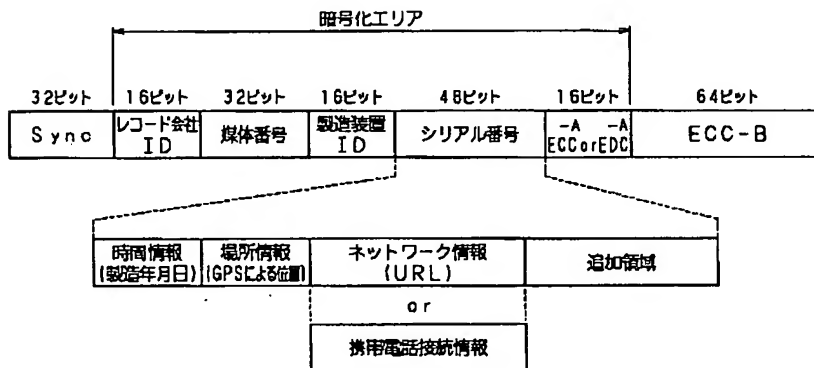 暗号化エリア
32ビット 16ビット 32ビット 16ビット 48ビット 16ビット 64ビット
Sync
レコード会社
ID
媒体番号
製造装置
ID
シリアル番号
-A -A
ECCorEDC
ECC-B
時間情報
(製造年月日)
場所情報
(GPSによる位置)
ネットワーク情報
(URL)
追加領域
or
携帯電話接続情報